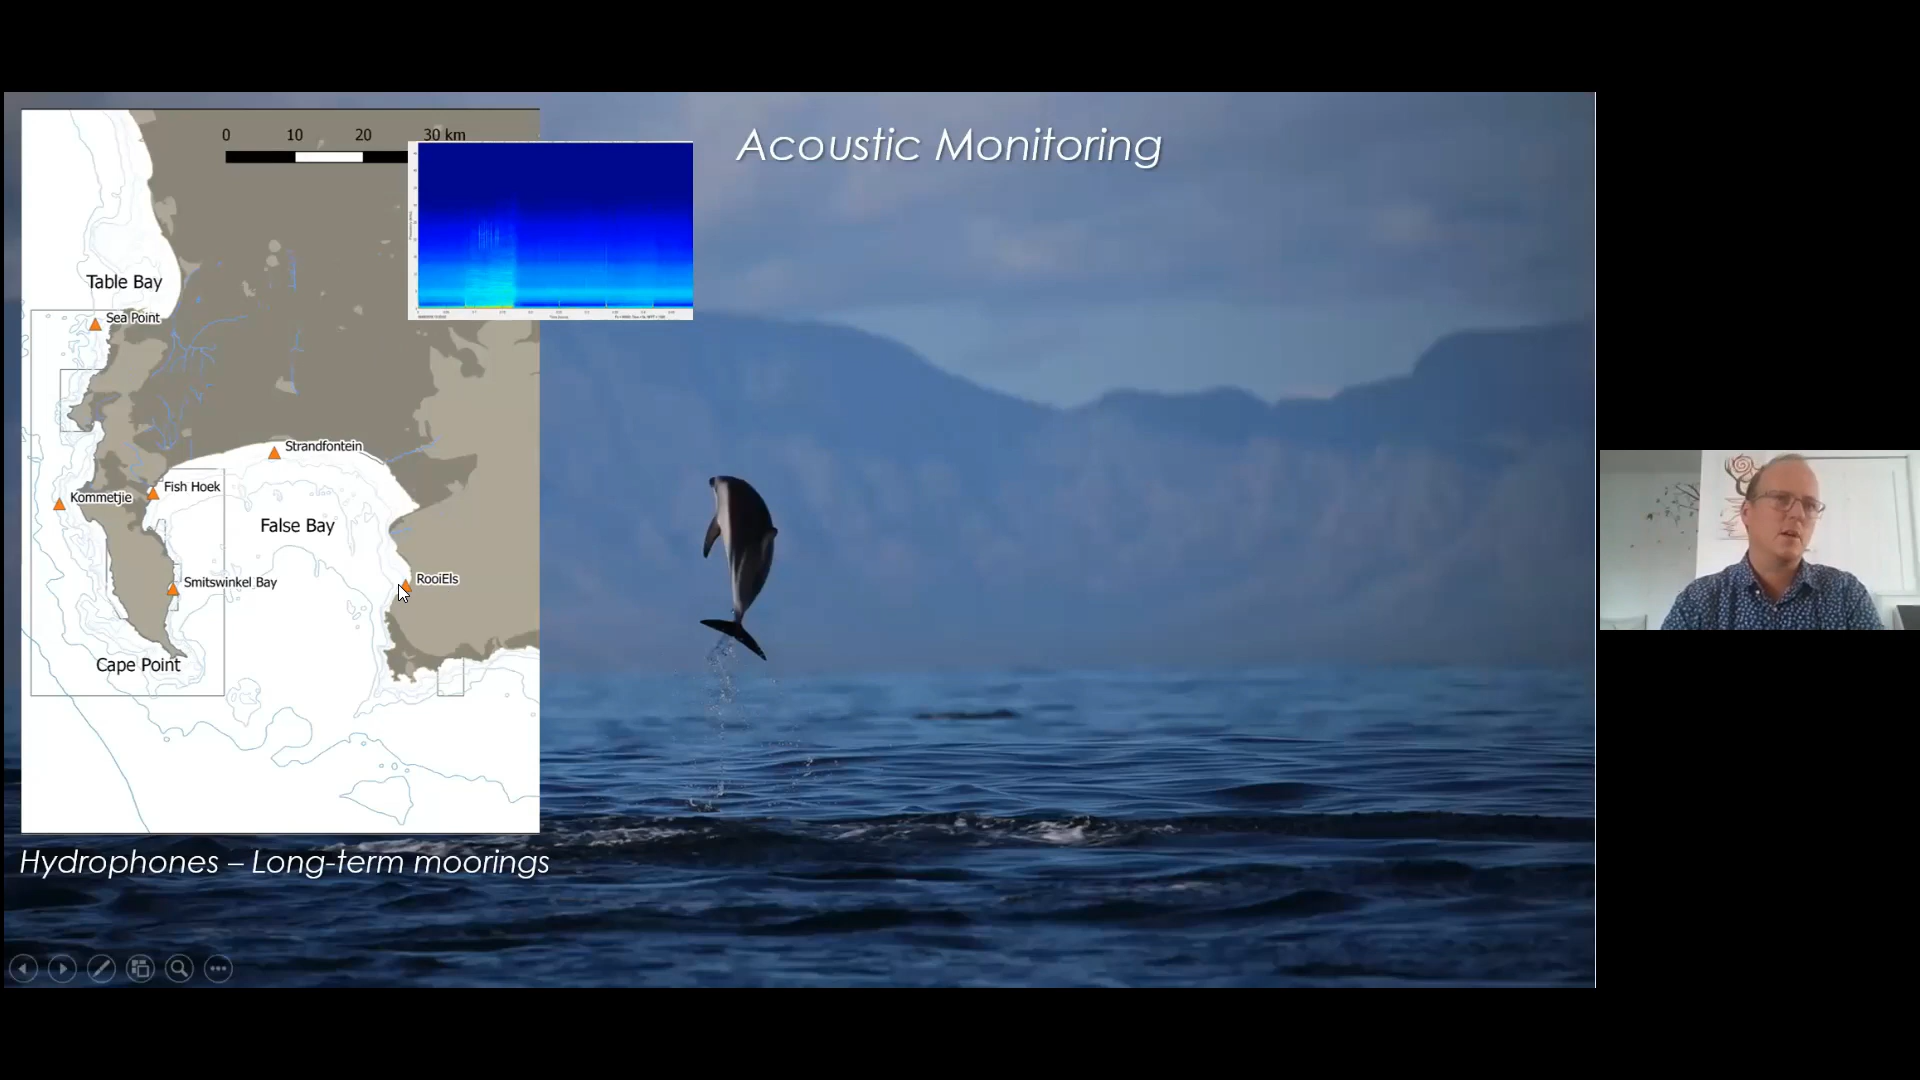 Acoustic Monitoring
0 10 20 30 km
Table Bay
Sea Point
Strandfontein
Fish Hoek
Kommetjie
False Bay
RooiEls
Smitswinkel Bay
Cape Point
Hydrophones – Long-term moorings